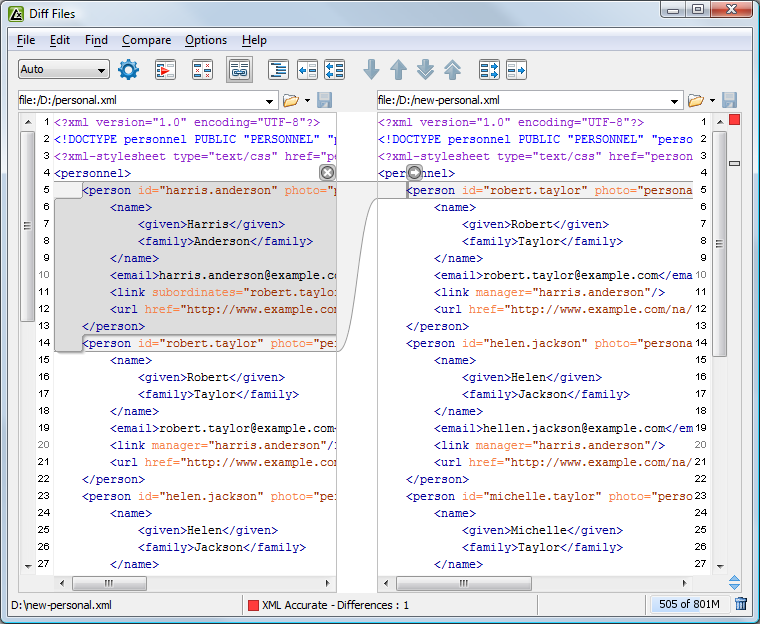 Diff Files
File Edit Find Compare Options Help
Auto
file:/D:/personal.xml
file:/D:/new-personal.xml
1 <?xml version="1.0" encoding="UTF-8"?>
2 <!DOCTYPE personnel PUBLIC "PERSONNEL" "p
3 <?xml-stylesheet type="text/css" href="pe
4 <personnel>
5 <person id="harris.anderson" photo="p
6 <name>
7 <given>Harris</given>
8 <family>Anderson</family>
9 </name>
10 <email>harris.anderson@example.co
11 <link subordinates="robert.taylo
12 <url href="http://www.example.com
13 </person>
14 <person id="robert.taylor" photo="per
15 <name>
16 <given>Robert</given>
17 <family>Taylor</family>
18 </name>
19 <email>robert.taylor@example.com<
20 <link manager="harris.anderson"/>
21 <url href="http://www.example.com
22 </person>
23 <person id="helen.jackson" photo="per
24 <name>
25 <given>Helen</given>
26 <family>Jackson</family>
27 </name>
<?xml version="1.0" encoding="UTF-8"?> 1
<!DOCTYPE personnel PUBLIC "PERSONNEL" "perso 2
<?xml-stylesheet type="text/css" href="person 3
<personnel> 4
<person id="robert.taylor" photo="persona 5
<name> 6
<given>Robert</given> 7
<family>Taylor</family> 8
</name> 9
<email>robert.taylor@example.com</ema 10
<link manager="harris.anderson"/> 11
<url href="http://www.example.com/na/ 12
</person> 13
<person id="helen.jackson" photo="persona 14
<name> 15
<given>Helen</given> 16
<family>Jackson</family> 17
</name> 18
<email>hellen.jackson@example.com</em 19
<link manager="harris.anderson"/> 20
<url href="http://www.example.com/na/ 21
</person> 22
<person id="michelle.taylor" photo="perso 23
<name> 24
<given>Michelle</given> 25
<family>Taylor</family> 26
</name> 27
D:\new-personal.xml
XML Accurate - Differences : 1
505 of 801M